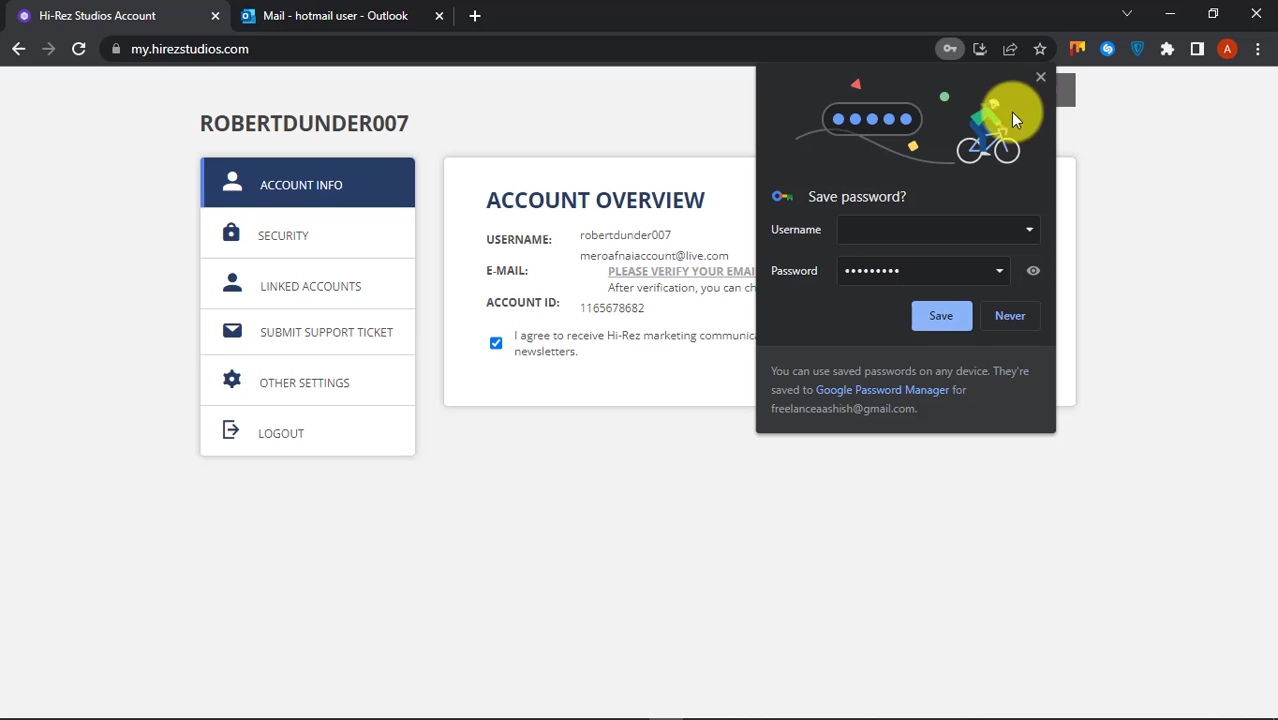 Hi-Rez Studios Account
Mail - hotmail user - Outlook
my.hirezstudios.com
A
ROBERTDUNDER007
ACCOUNT INFO
SECURITY
LINKED ACCOUNTS
SUBMIT SUPPORT TICKET
OTHER SETTINGS
LOGOUT
ACCOUNT OVERVIEW
USERNAME: robertdunder007
E-MAIL: meroafnaiaccount@live.com
PLEASE VERIFY YOUR EMAI
After verification, you can ch
ACCOUNT ID: 1165678682
I agree to receive Hi-Rez marketing communica
newsletters.
Save password?
Username
Password •••••••••
Save Never
You can use saved passwords on any device. They're
saved to Google Password Manager for
freelanceaashish@gmail.com.